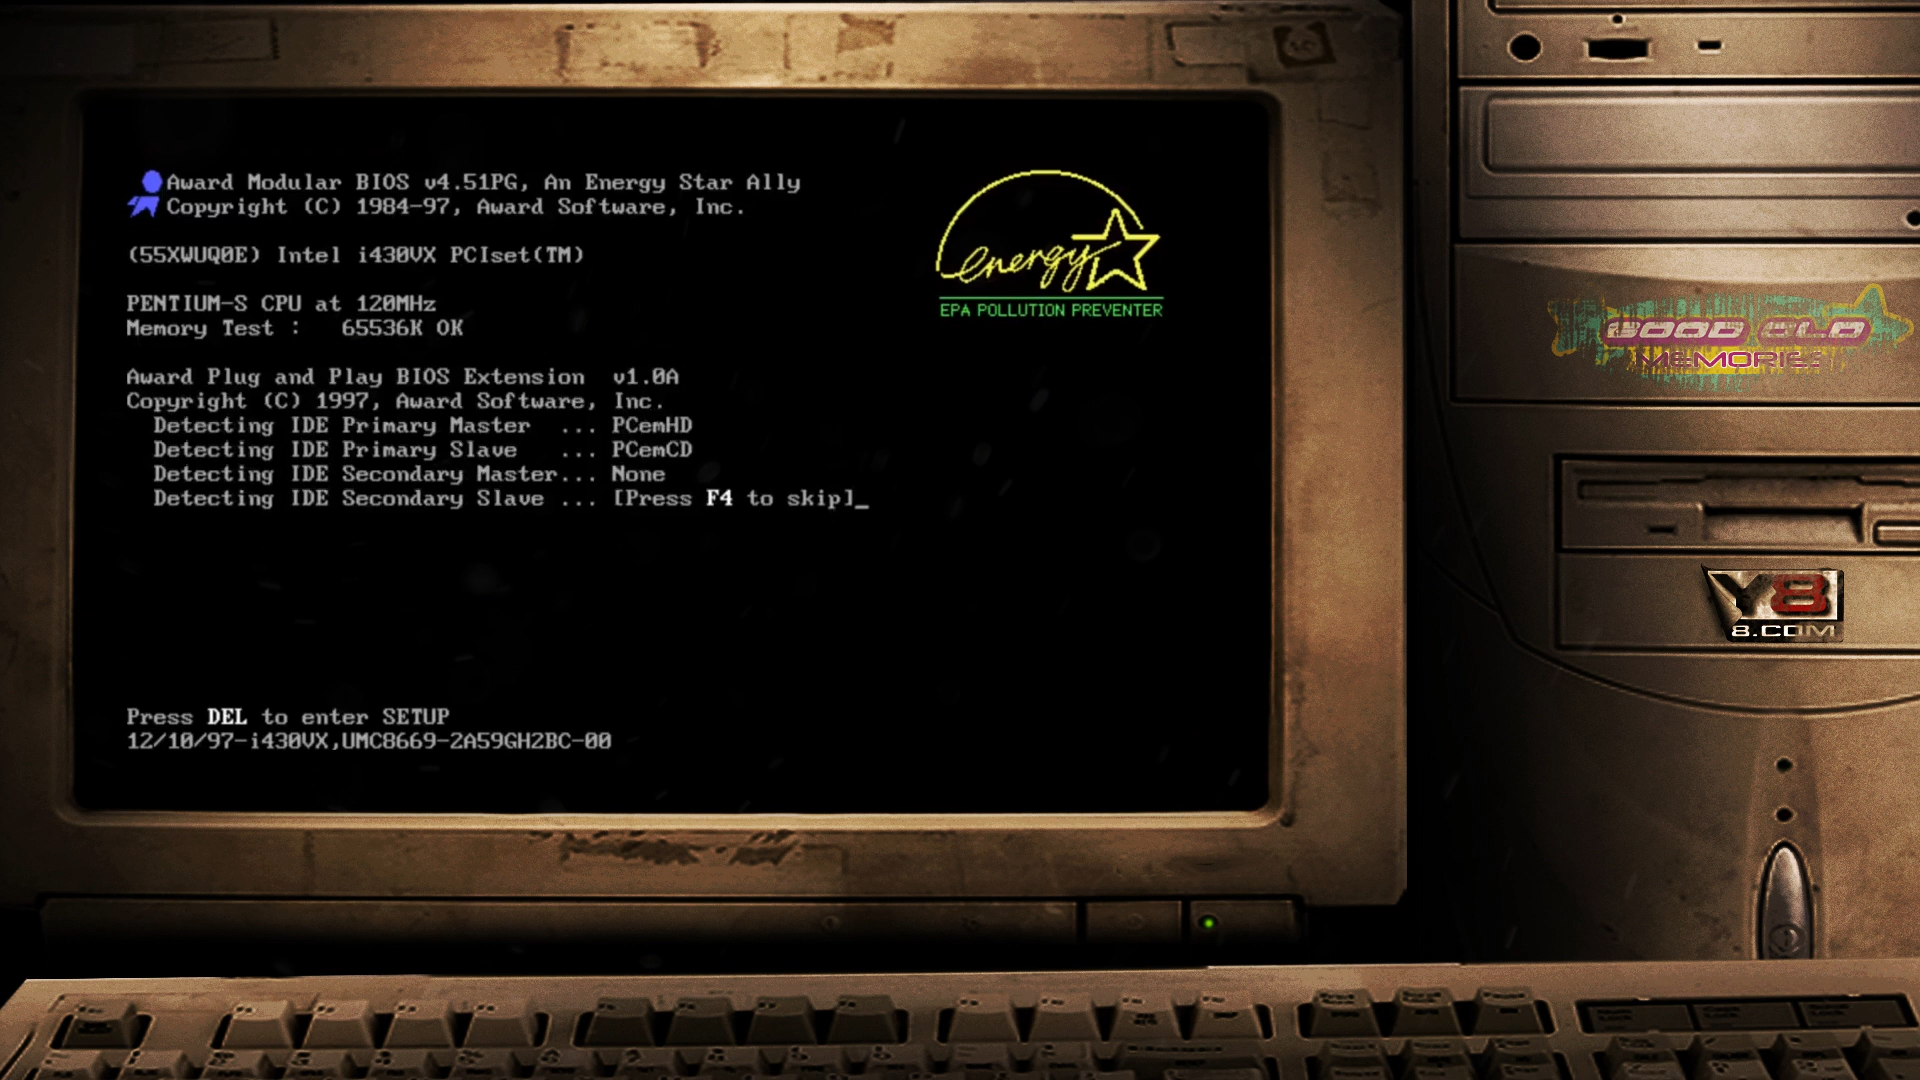 Award Modular BIOS v4.51PG, An Energy Star Ally
Copyright (C) 1984-97, Award Software, Inc.
energy
EPA POLLUTION PREVENTER
(55XWUQ0E) Intel i430VX PCIset(TM)
PENTIUM-S CPU at 120MHz
Memory Test :   65536K OK
Award Plug and Play BIOS Extension  v1.0A
Copyright (C) 1997, Award Software, Inc.
Detecting IDE Primary Master  ... PCemHD
Detecting IDE Primary Slave   ... PCemCD
Detecting IDE Secondary Master... None
Detecting IDE Secondary Slave ... [Press F4 to skip]_
Press DEL to enter SETUP
12/10/97-i430VX,UMC8669-2A59GH2BC-00
GOOD OLD
MEMORIES
Y8
8.COM